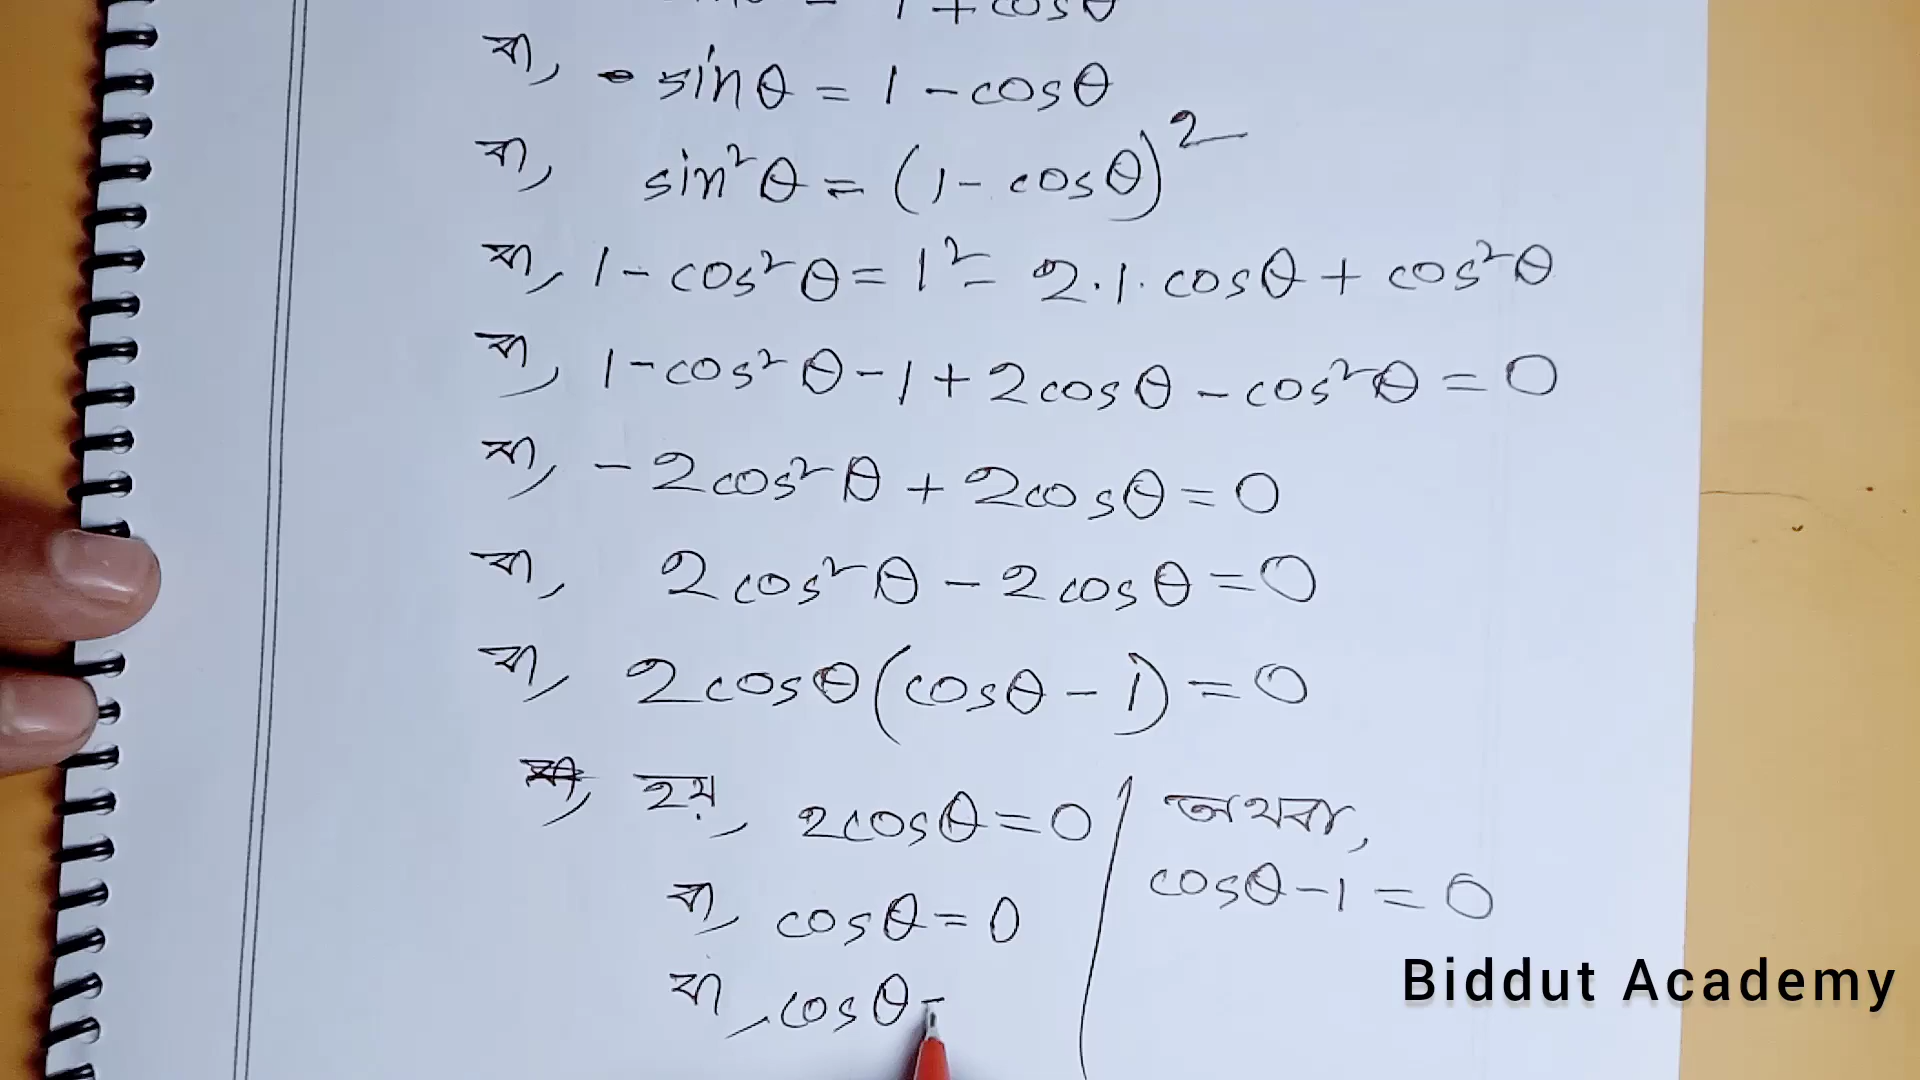 = 1 + cosθ
বা, - sinθ = 1 - cosθ
বা, sin²θ = (1 - cosθ)²
বা, 1 - cos²θ = 1² - 2.1.cosθ + cos²θ
বা, 1 - cos²θ - 1 + 2cosθ - cos²θ = 0
বা, - 2cos²θ + 2cosθ = 0
বা, 2cos²θ - 2cosθ = 0
বা, 2cosθ(cosθ - 1) = 0
হয়, 2cosθ = 0
বা, cosθ = 0
বা, cosθ -
অথবা,
cosθ - 1 = 0
Biddut Academy